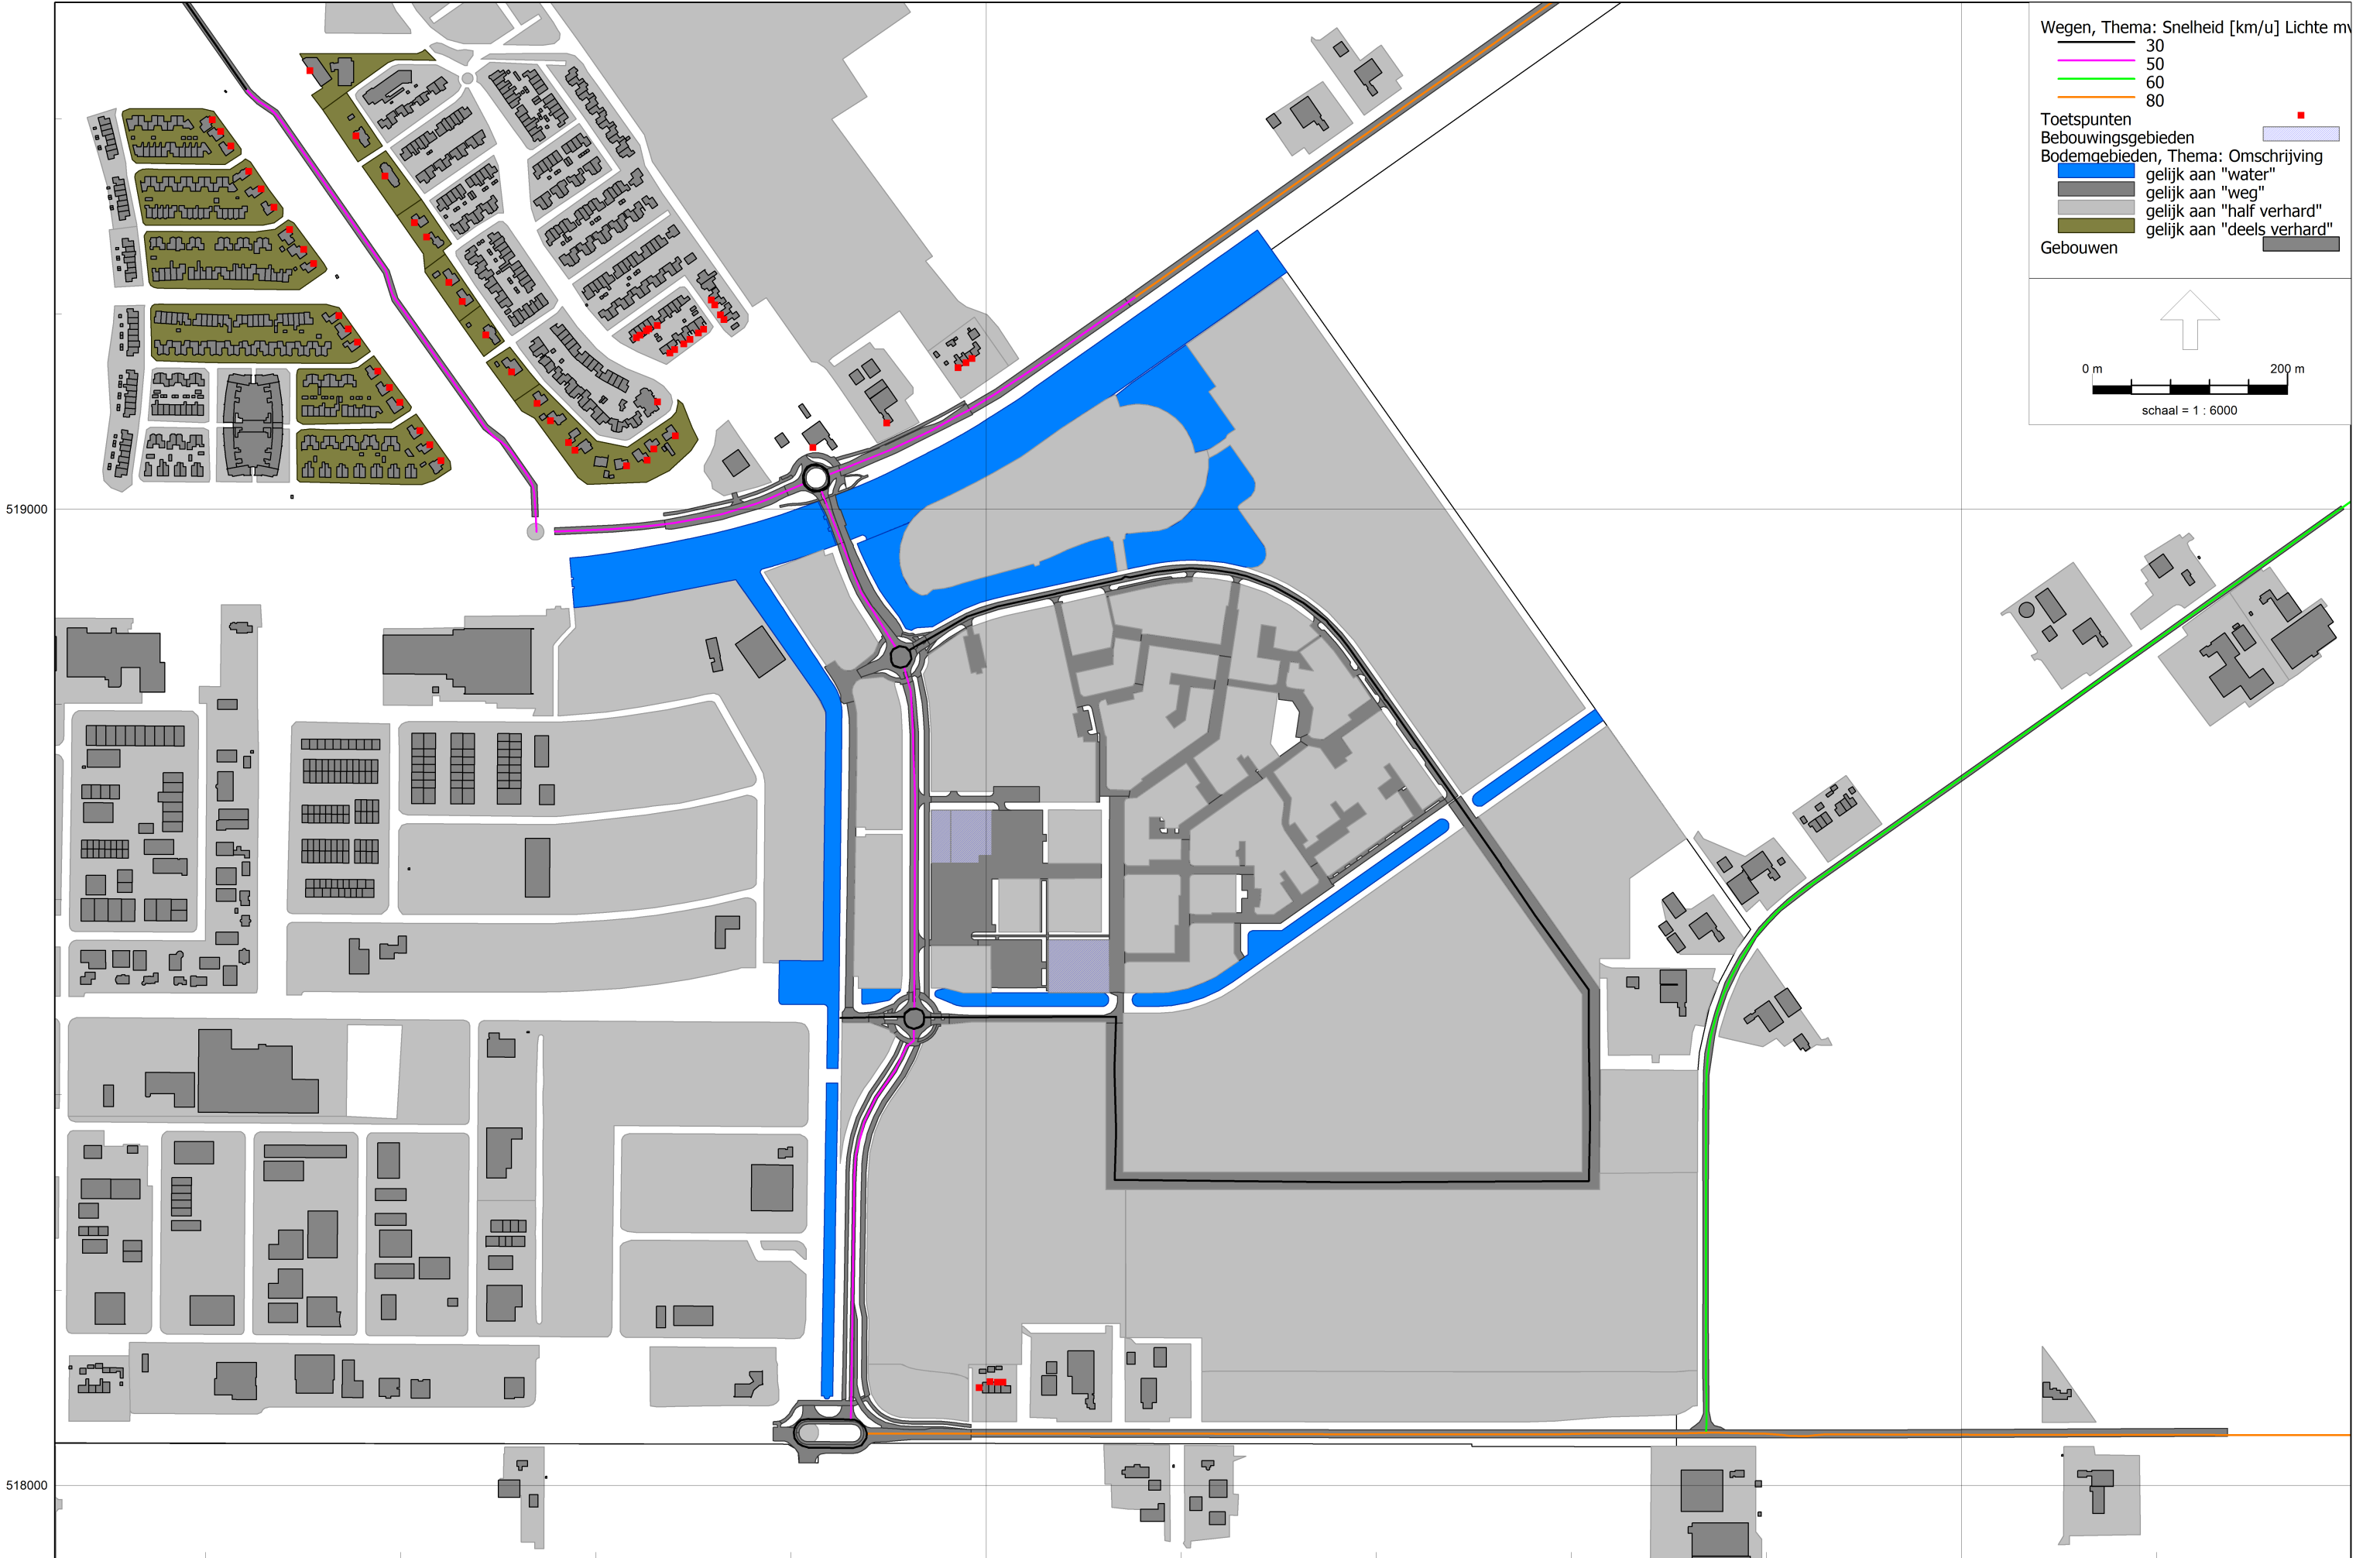 Wegen, Thema: Snelheid [km/u] Lichte mv
30
50
60
80
Toetspunten
Bebouwingsgebieden
Bodemgebieden, Thema: Omschrijving
gelijk aan "water"
gelijk aan "weg"
gelijk aan "half verhard"
gelijk aan "deels verhard"
Gebouwen
0 m 200 m
schaal = 1 : 6000
519000
518000